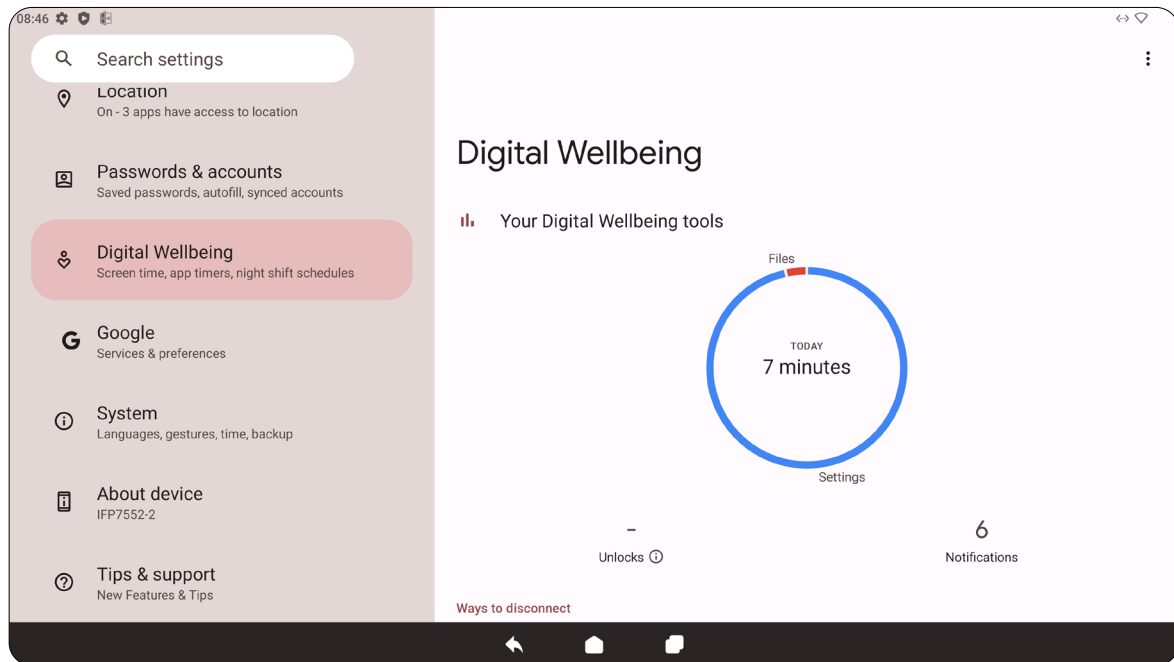 08:46
Search settings
Location
On - 3 apps have access to location
Passwords & accounts
Saved passwords, autofill, synced accounts
Digital Wellbeing
Screen time, app timers, night shift schedules
Google
Services & preferences
System
Languages, gestures, time, backup
About device
IFP7552-2
Tips & support
New Features & Tips
Digital Wellbeing
Your Digital Wellbeing tools
Files
TODAY
7 minutes
Settings
-
Unlocks
6
Notifications
Ways to disconnect